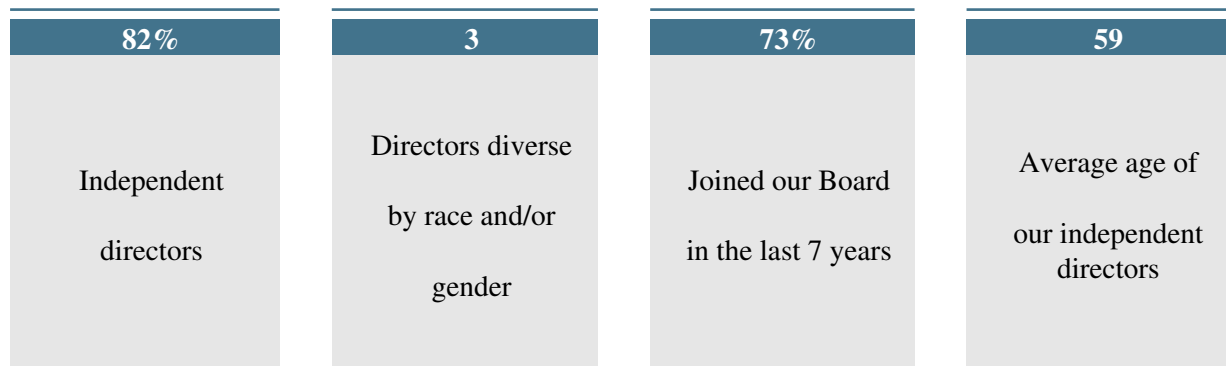 82%
Independent
directors
3
Directors diverse
by race and/or
gender
73%
Joined our Board
in the last 7 years
59
Average age of
our independent
directors